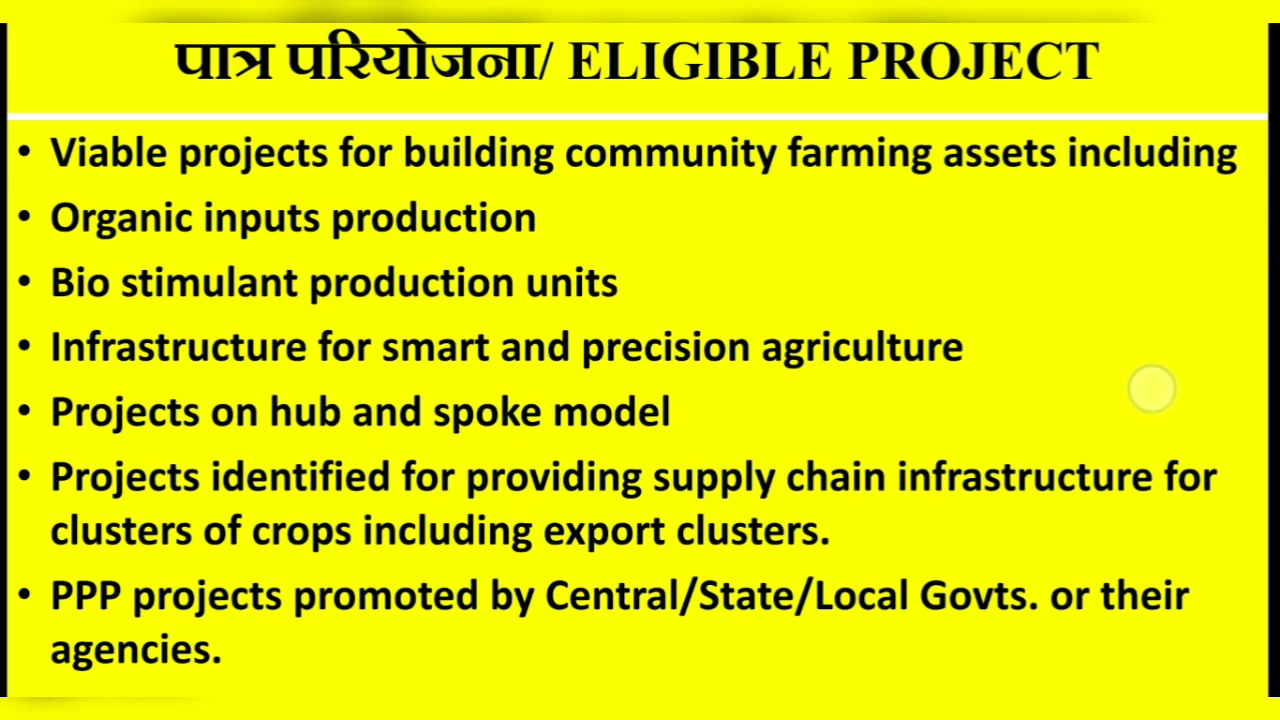 पात्र परियोजना/ ELIGIBLE PROJECT
• Viable projects for building community farming assets including
• Organic inputs production
• Bio stimulant production units
• Infrastructure for smart and precision agriculture
• Projects on hub and spoke model
• Projects identified for providing supply chain infrastructure for
clusters of crops including export clusters.
• PPP projects promoted by Central/State/Local Govts. or their
agencies.